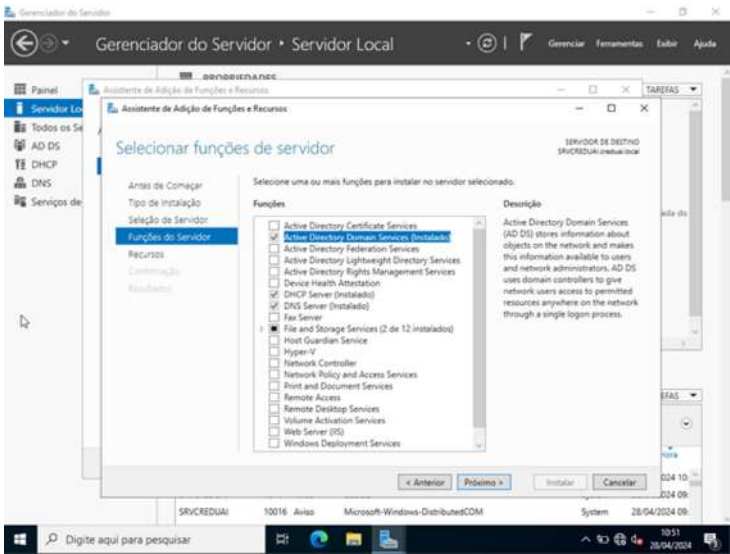 Gerenciador do Servidor
Gerenciador do Servidor • Servidor Local
Gerenciar Ferramentas Exibir Ajuda
PROPRIEDADES
TAREFAS
Painel
Servidor Lo
Todos os Se
AD DS
DHCP
DNS
Serviços de
Assistente de Adição de Funções e Recursos
Assistente de Adição de Funções e Recursos
Selecionar funções de servidor
SERVIDOR DE DESTINO
Antes de Começar
Tipo de Instalação
Seleção de Servidor
Funções do Servidor
Recursos
Confirmação
Resultados
Selecione uma ou mais funções para instalar no servidor selecionado.
Funções
Active Directory Certificate Services
Active Directory Domain Services (Instalado)
Active Directory Federation Services
Active Directory Lightweight Directory Services
Active Directory Rights Management Services
Device Health Attestation
DHCP Server (Instalado)
DNS Server (Instalado)
Fax Server
File and Storage Services (2 de 12 instalados)
Host Guardian Service
Hyper-V
Network Controller
Network Policy and Access Services
Print and Document Services
Remote Access
Remote Desktop Services
Volume Activation Services
Web Server (IIS)
Windows Deployment Services
Descrição
Active Directory Domain Services
(AD DS) stores information about
objects on the network and makes
this information available to users
and network administrators. AD DS
uses domain controllers to give
network users access to permitted
resources anywhere on the network
through a single logon process.
< Anterior Próximo > Instalar Cancelar
ada do
EFAS
024 10:
024 09:
SRVCREDUAI 10016 Aviso Microsoft-Windows-DistributedCOM System 28/04/2024 09:
Digite aqui para pesquisar
10:51
28/04/2024